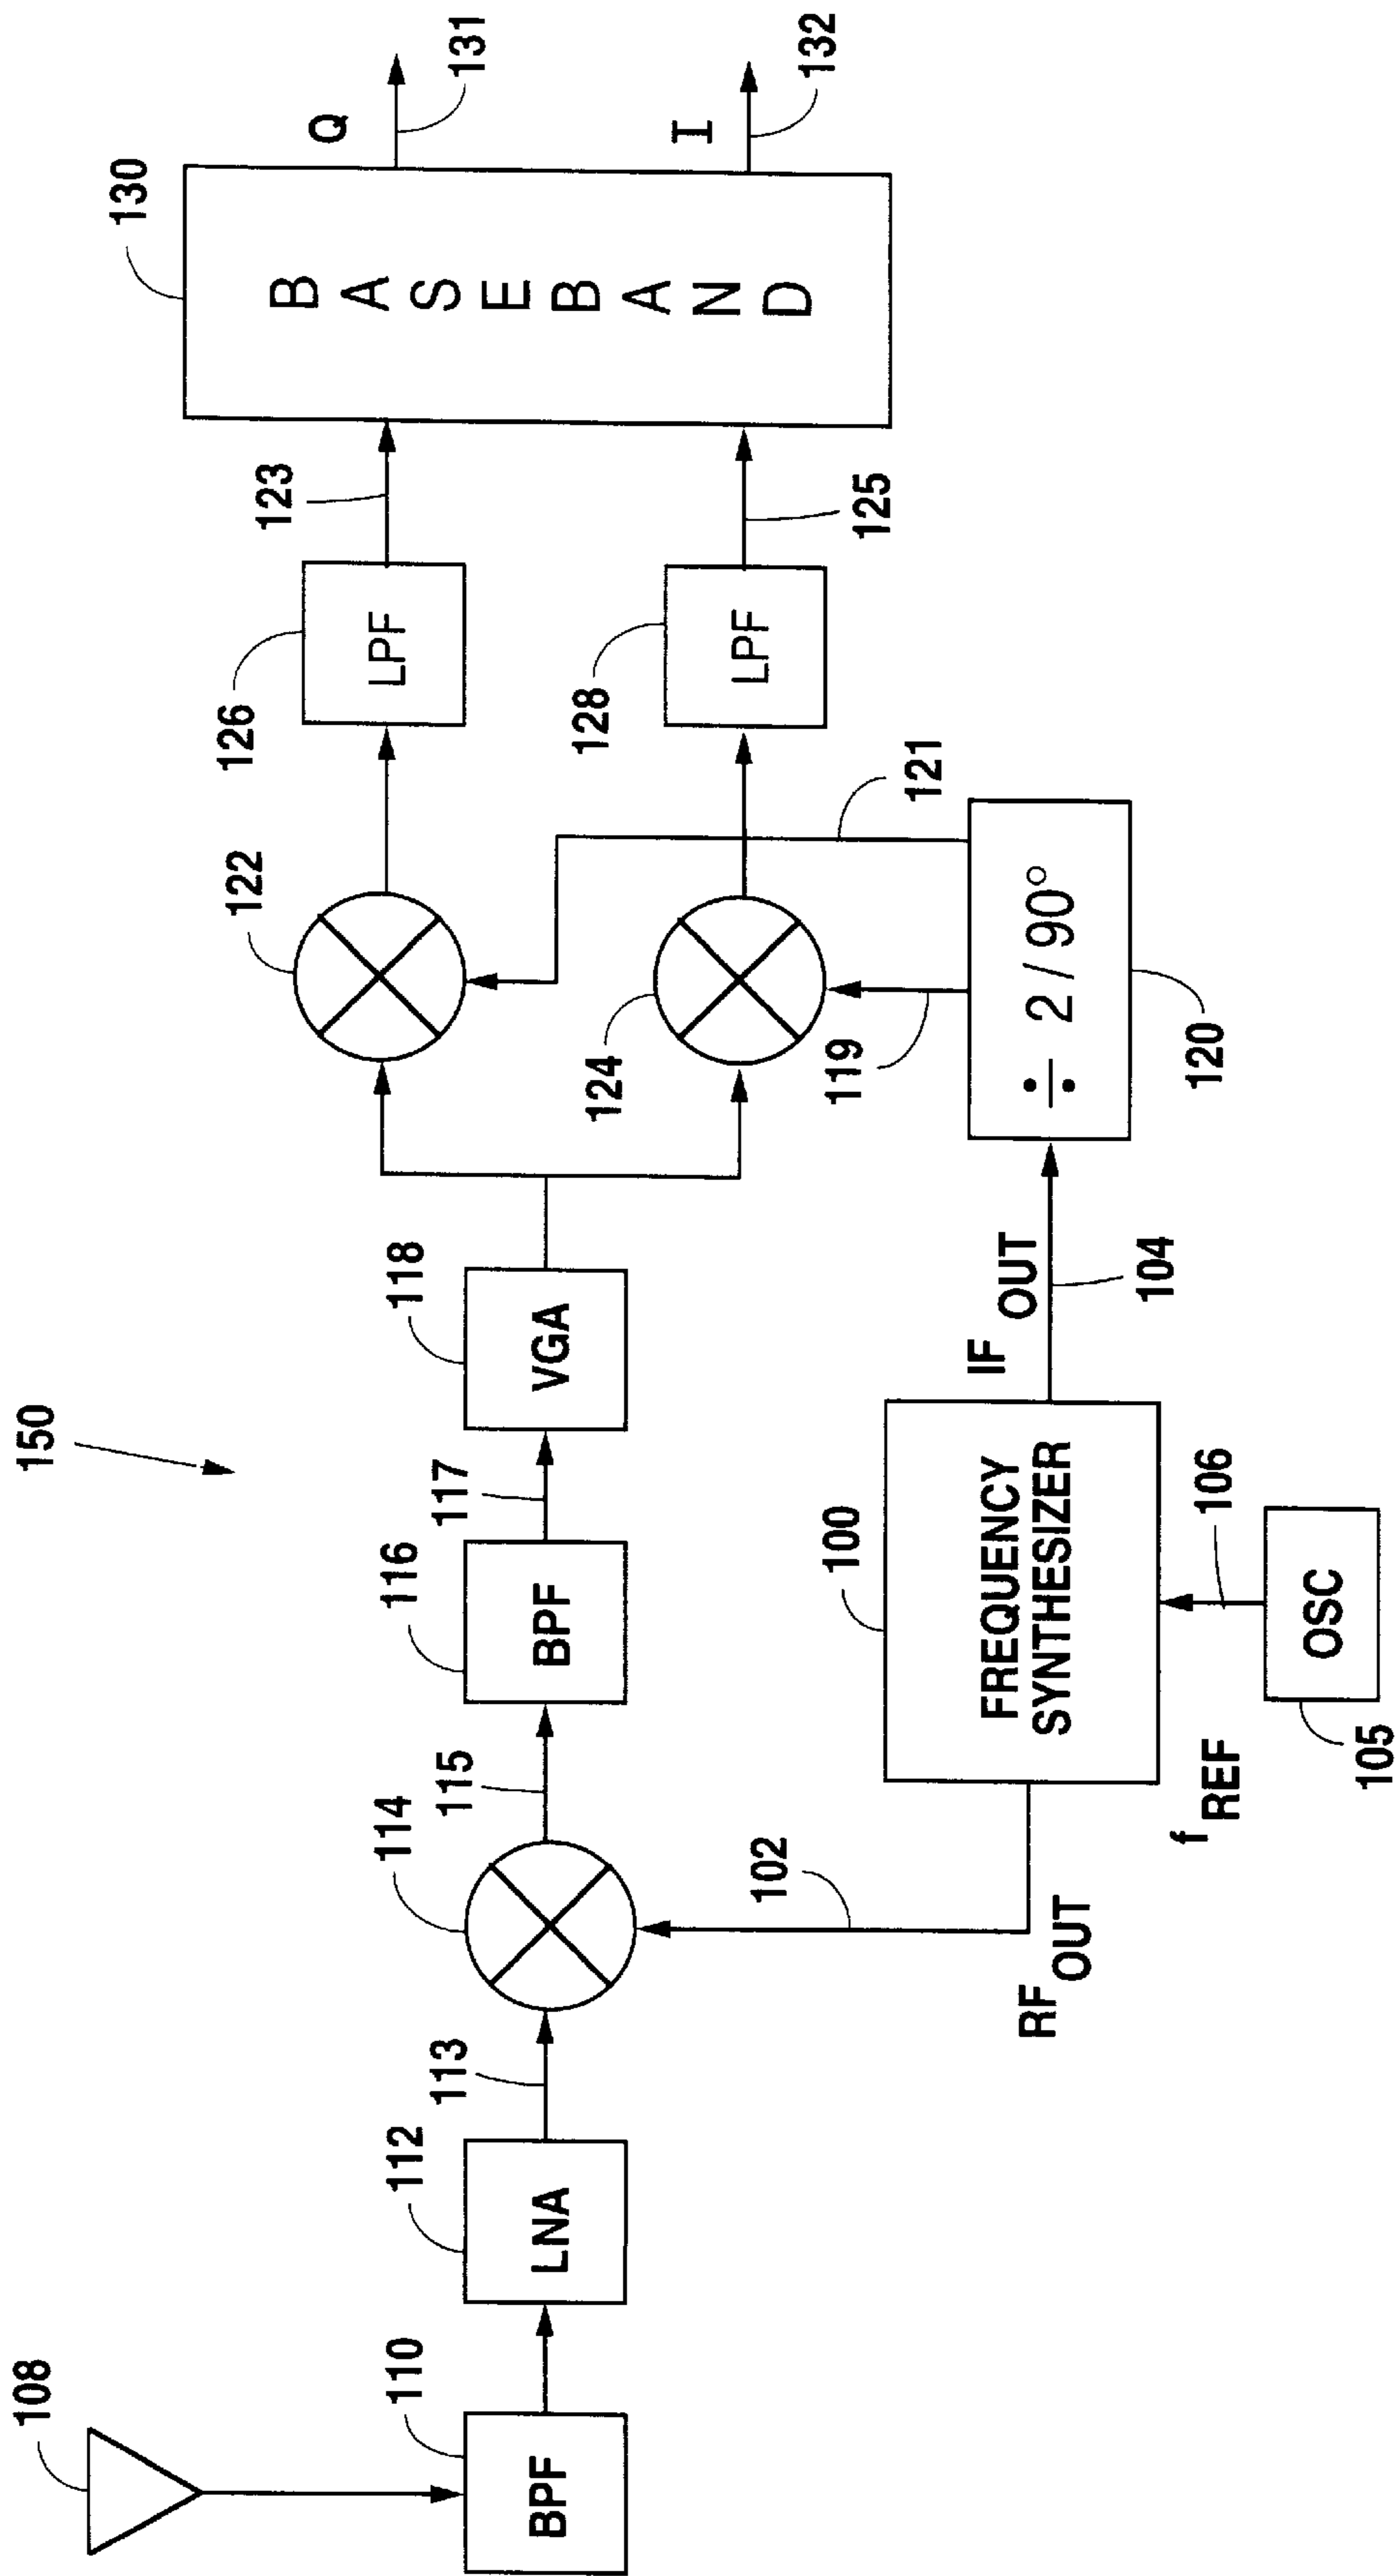 150
130
Q
131
I
132
BASEBAND
123
125
126
LPF
128
LPF
122
124
121
119
÷ 2 / 90°
120
118
VGA
117
116
BPF
115
114
113
112
LNA
108
110
BPF
102
RF OUT
100
FREQUENCY
SYNTHESIZER
IF OUT
104
106
f REF
OSC
105